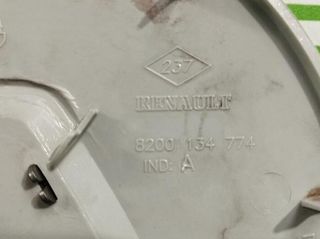 237
RENAULT
8200 134 774
IND: A